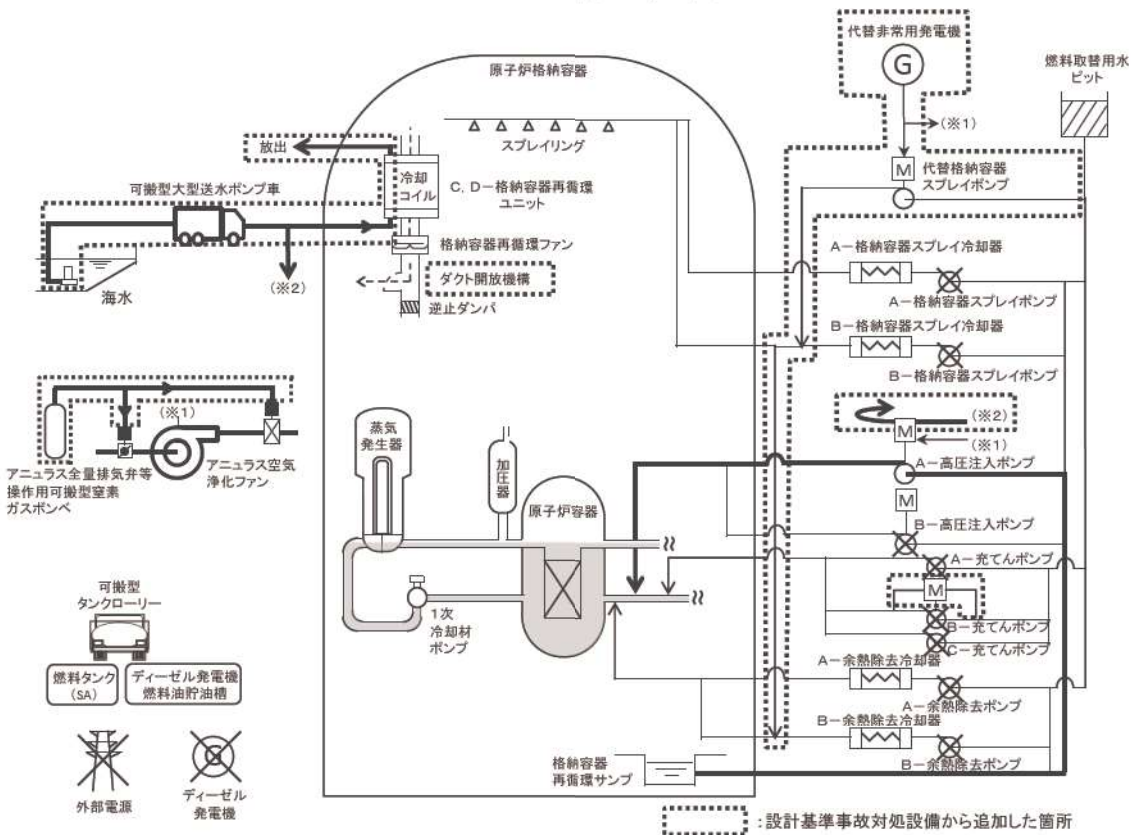 代替非常用発電機
G
燃料取替用水
ピット
原子炉格納容器
(※1)
放出
スプレイリング
M
代替格納容器
スプレイポンプ
可搬型大型送水ポンプ車
冷却
コイル
C, D－格納容器再循環
ユニット
格納容器再循環ファン
A－格納容器スプレイ冷却器
(※2)
ダクト開放機構
海水
逆止ダンパ
A－格納容器スプレイポンプ
B－格納容器スプレイ冷却器
B－格納容器スプレイポンプ
(※1)
アニュラス全量排気弁等
操作用可搬型窒素
ガスボンベ
アニュラス空気
浄化ファン
蒸気
発生器
加圧器
原子炉容器
(※2)
M
(※1)
A－高圧注入ポンプ
M
B－高圧注入ポンプ
A－充てんポンプ
M
B－充てんポンプ
C－充てんポンプ
1次
冷却材
ポンプ
可搬型
タンクローリー
燃料タンク
(SA)
ディーゼル発電機
燃料油貯油槽
A－余熱除去冷却器
A－余熱除去ポンプ
B－余熱除去冷却器
B－余熱除去ポンプ
格納容器
再循環サンプ
外部電源
G
ディーゼル
発電機
：設計基準事故対処設備から追加した箇所